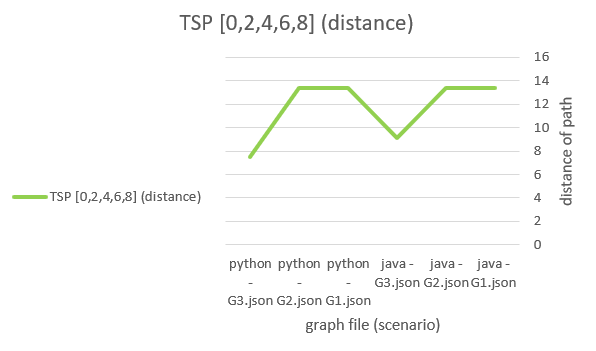 TSP [0,2,4,6,8] (distance)
16
14
12
10
8
6
4
2
0
distance of path
TSP [0,2,4,6,8] (distance)
python
-
G3.json
python
-
G2.json
python
-
G1.json
java -
G3.json
java -
G2.json
java -
G1.json
graph file (scenario)